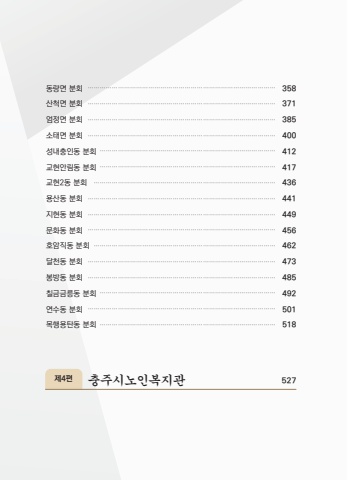 동량면 분회 358
산척면 분회 371
엄정면 분회 385
소태면 분회 400
성내충인동 분회 412
교현안림동 분회 417
교현2동 분회 436
용산동 분회 441
지현동 분회 449
문화동 분회 456
호암직동 분회 462
달천동 분회 473
봉방동 분회 485
칠금금릉동 분회 492
연수동 분회 501
목행용탄동 분회 518
제4편 충주시노인복지관 527